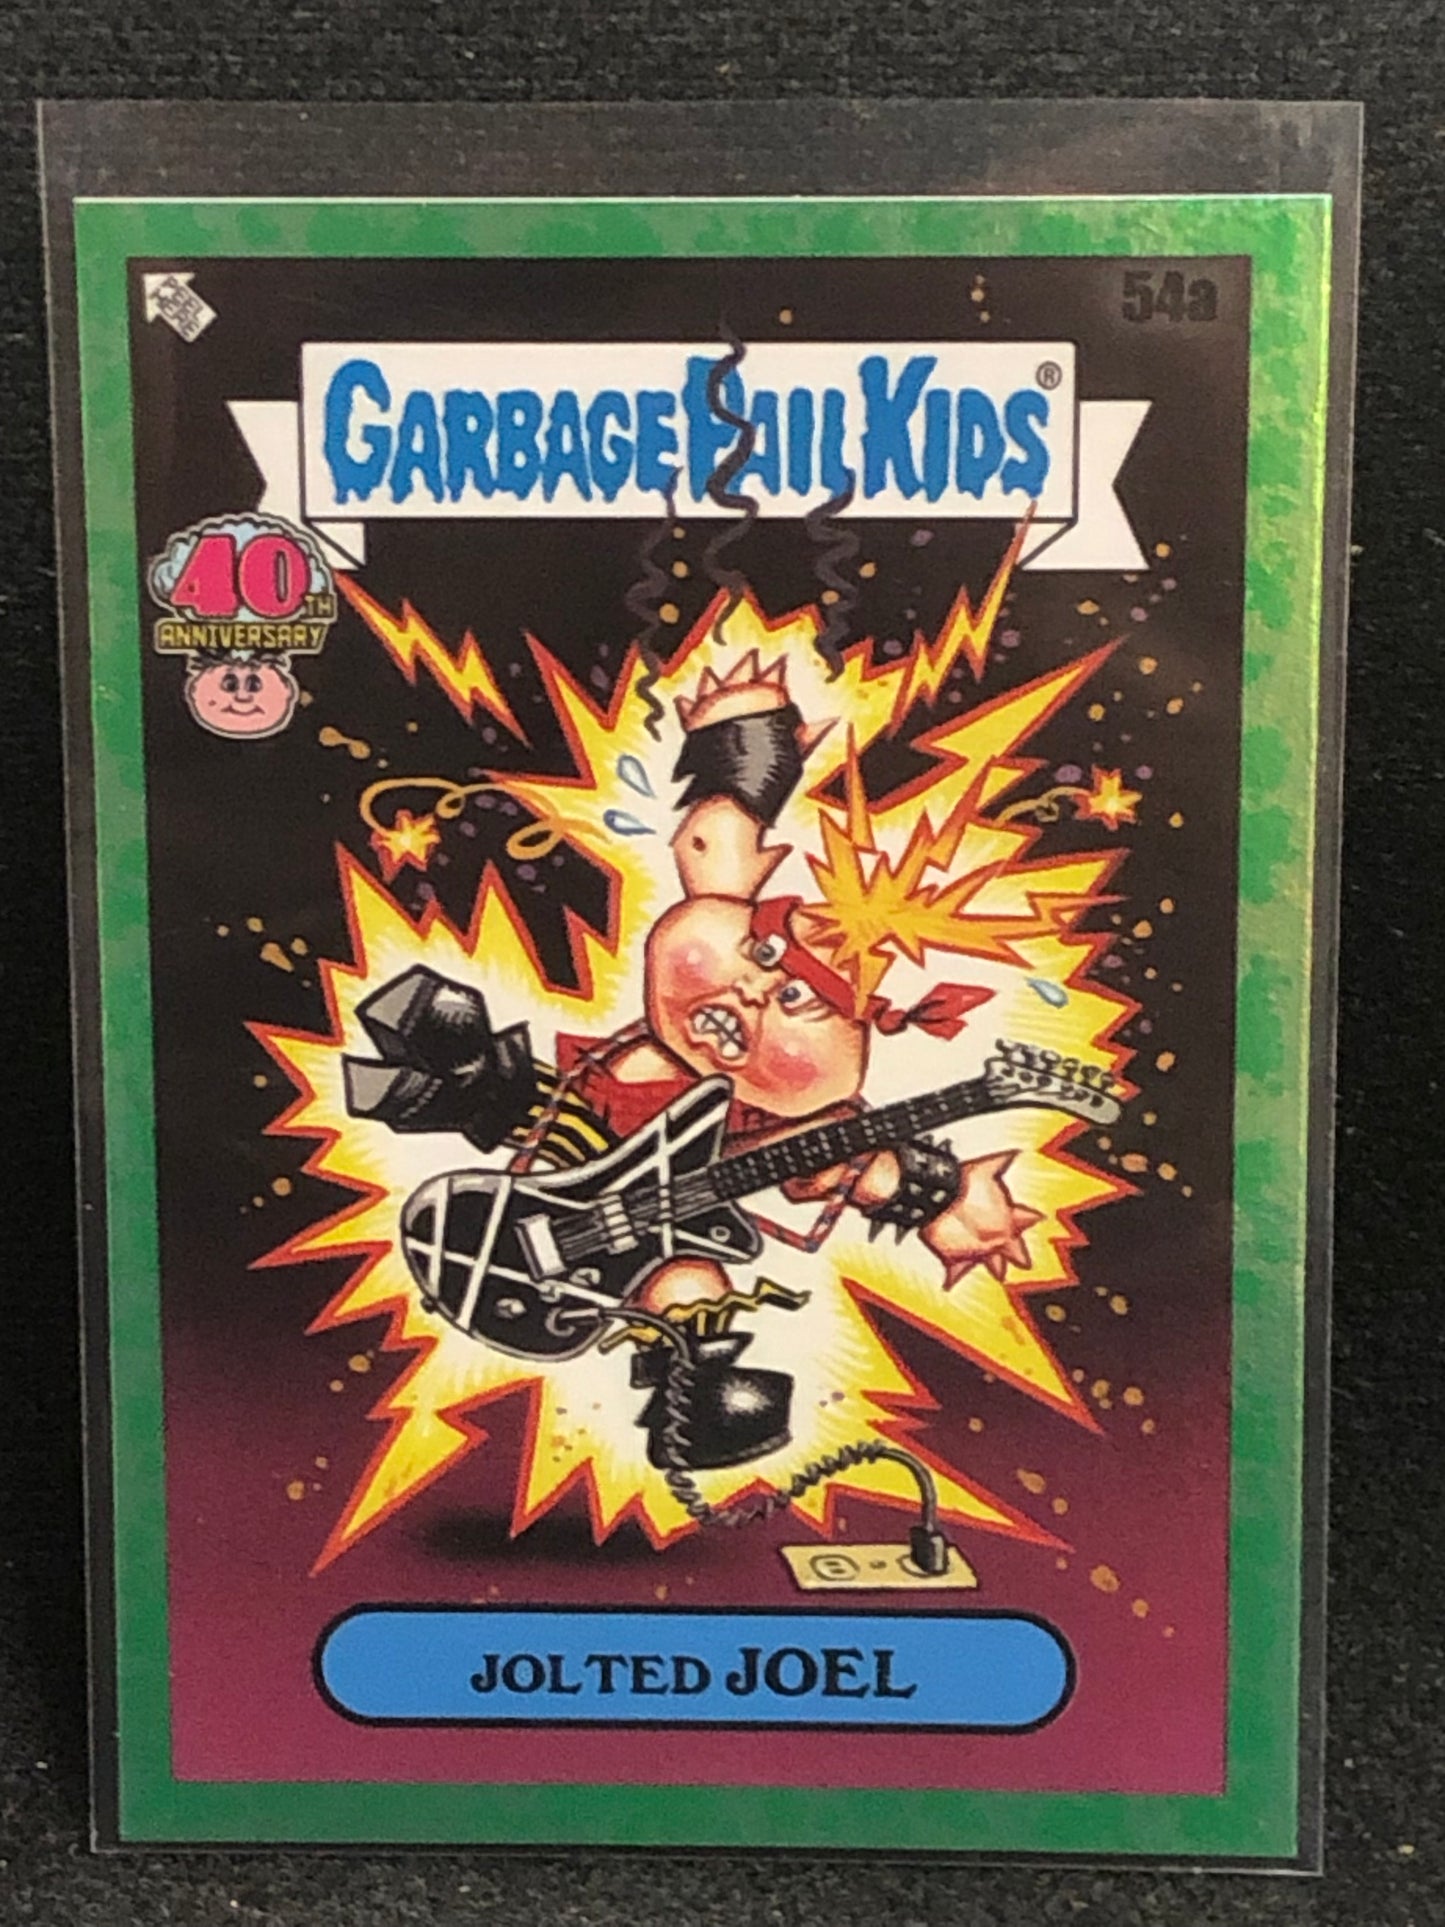 54a
GARBAGE PAIL KIDS®
40TH
ANNIVERSARY
JOLTED JOEL